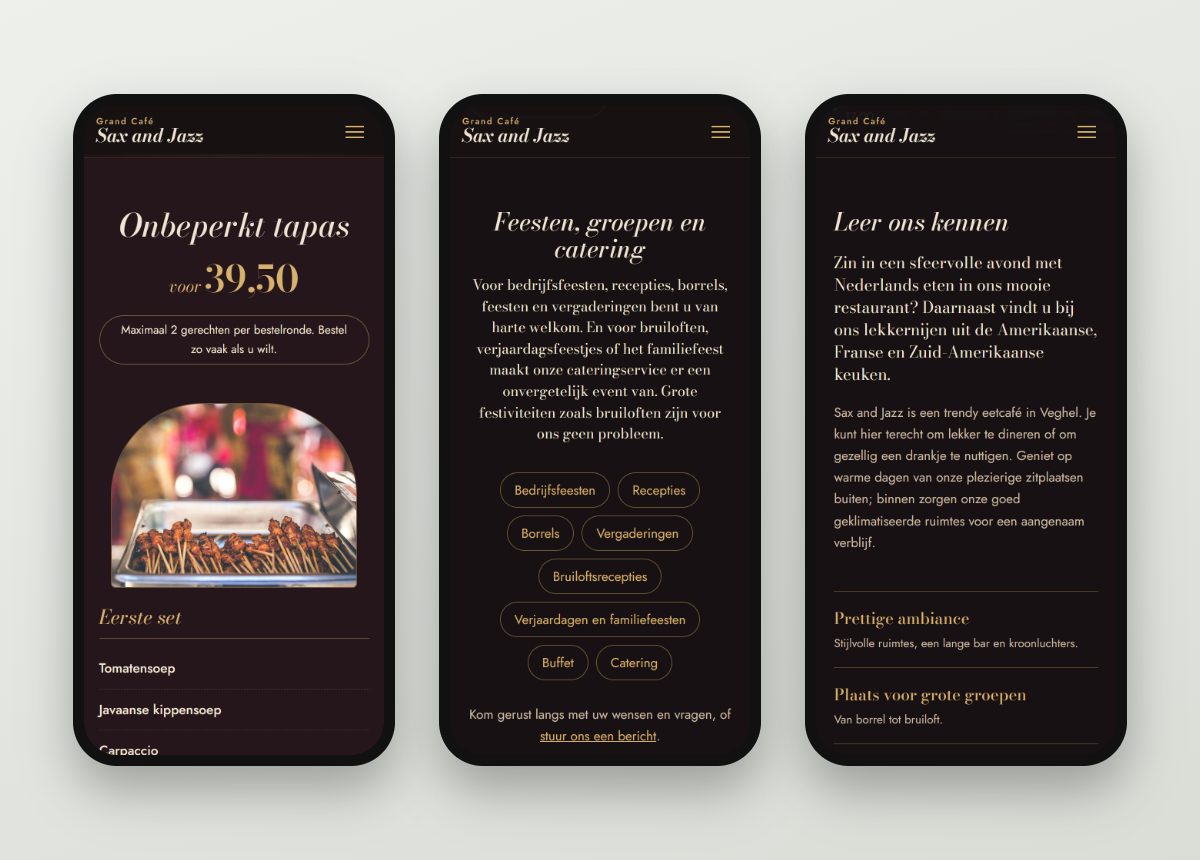 Grand Café
Sax and Jazz
Onbeperkt tapas
voor 39,50
Maximaal 2 gerechten per bestelronde. Bestel
zo vaak als u wilt.
Eerste set
Tomatensoep
Javaanse kippensoep
Carpaccio
Grand Café
Sax and Jazz
Feesten, groepen en
catering
Voor bedrijfsfeesten, recepties, borrels,
feesten en vergaderingen bent u van
harte welkom. En voor bruiloften,
verjaardagsfeestjes of het familiefeest
maakt onze cateringservice er een
onvergetelijk event van. Grote
festiviteiten zoals bruiloften zijn voor
ons geen probleem.
Bedrijfsfeesten Recepties
Borrels Vergaderingen
Bruiloftsrecepties
Verjaardagen en familiefeesten
Buffet Catering
Kom gerust langs met uw wensen en vragen, of
stuur ons een bericht.
Grand Café
Sax and Jazz
Leer ons kennen
Zin in een sfeervolle avond met
Nederlands eten in ons mooie
restaurant? Daarnaast vindt u bij
ons lekkernijen uit de Amerikaanse,
Franse en Zuid-Amerikaanse
keuken.
Sax and Jazz is een trendy eetcafé in Veghel. Je
kunt hier terecht om lekker te dineren of om
gezellig een drankje te nuttigen. Geniet op
warme dagen van onze plezierige zitplaatsen
buiten; binnen zorgen onze goed
geklimatiseerde ruimtes voor een aangenaam
verblijf.
Prettige ambiance
Stijlvolle ruimtes, een lange bar en kroonluchters.
Plaats voor grote groepen
Van borrel tot bruiloft.